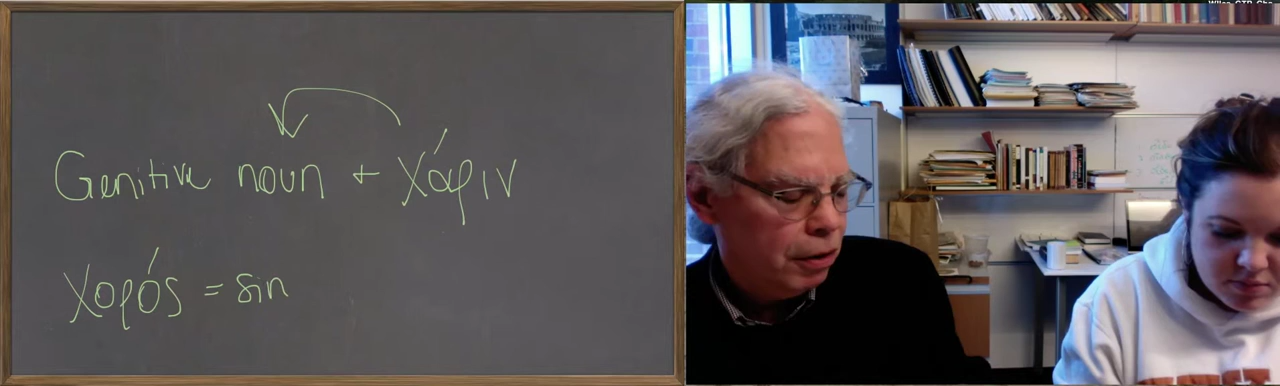 Genitive noun + χάριν
Χορός = sin